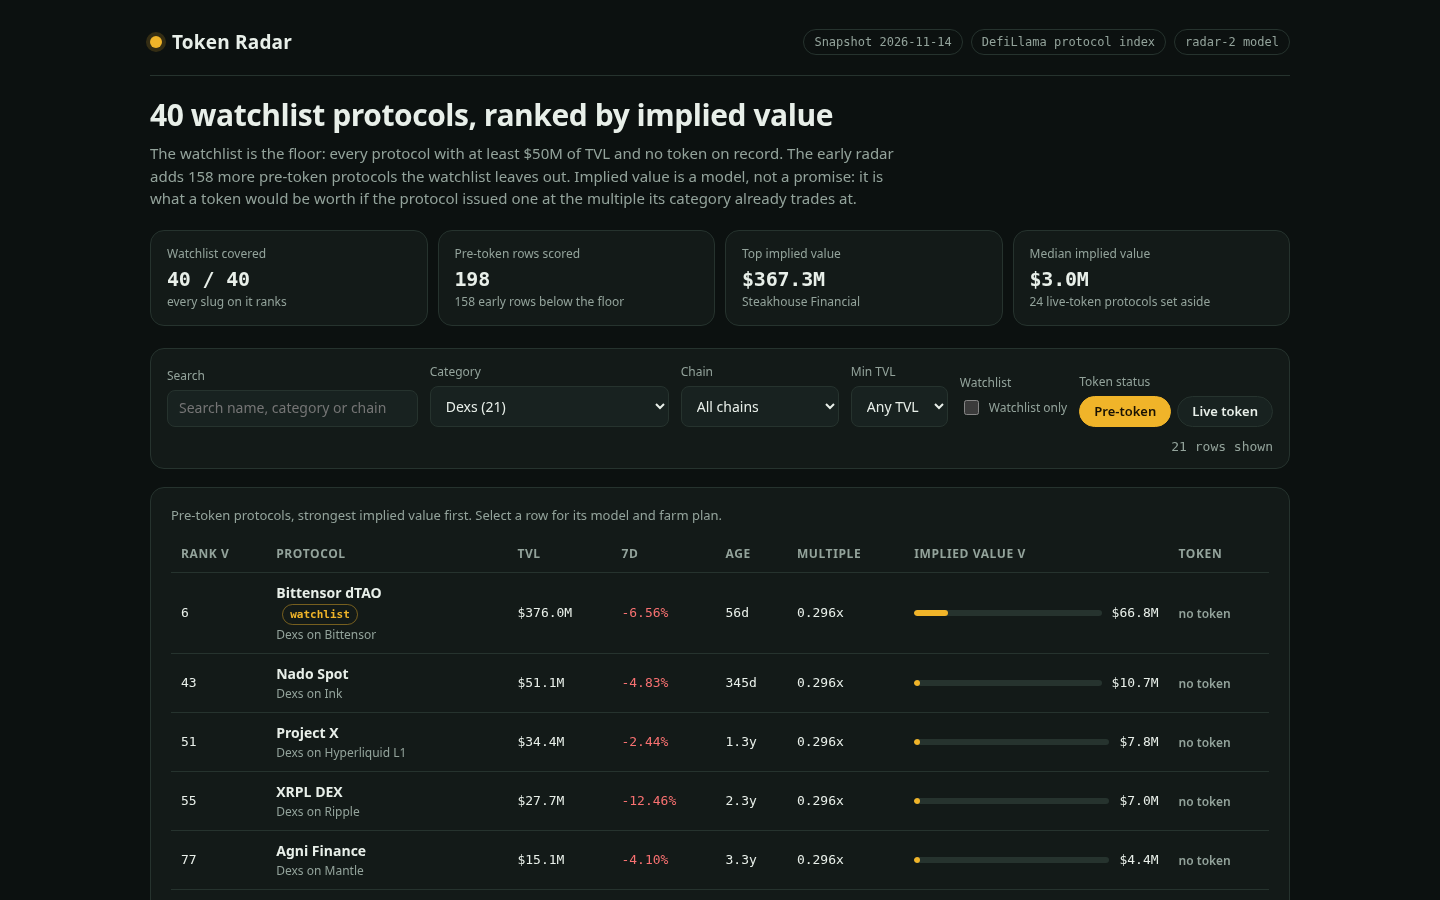 Token Radar
Snapshot 2026-11-14
DefiLlama protocol index
radar-2 model
40 watchlist protocols, ranked by implied value
The watchlist is the floor: every protocol with at least $50M of TVL and no token on record. The early radar
adds 158 more pre-token protocols the watchlist leaves out. Implied value is a model, not a promise: it is
what a token would be worth if the protocol issued one at the multiple its category already trades at.
Watchlist covered
40 / 40
every slug on it ranks
Pre-token rows scored
198
158 early rows below the floor
Top implied value
$367.3M
Steakhouse Financial
Median implied value
$3.0M
24 live-token protocols set aside
Search
Search name, category or chain
Category
Dexs (21)
Chain
All chains
Min TVL
Any TVL
Watchlist
Watchlist only
Token status
Pre-token
Live token
21 rows shown
Pre-token protocols, strongest implied value first. Select a row for its model and farm plan.
RANK V PROTOCOL TVL 7D AGE MULTIPLE IMPLIED VALUE V TOKEN
Bittensor dTAO
watchlist
6 $376.0M -6.56% 56d 0.296x $66.8M no token
Dexs on Bittensor
Nado Spot
43 $51.1M -4.83% 345d 0.296x $10.7M no token
Dexs on Ink
Project X
51 $34.4M -2.44% 1.3y 0.296x $7.8M no token
Dexs on Hyperliquid L1
XRPL DEX
55 $27.7M -12.46% 2.3y 0.296x $7.0M no token
Dexs on Ripple
Agni Finance
77 $15.1M -4.10% 3.3y 0.296x $4.4M no token
Dexs on Mantle